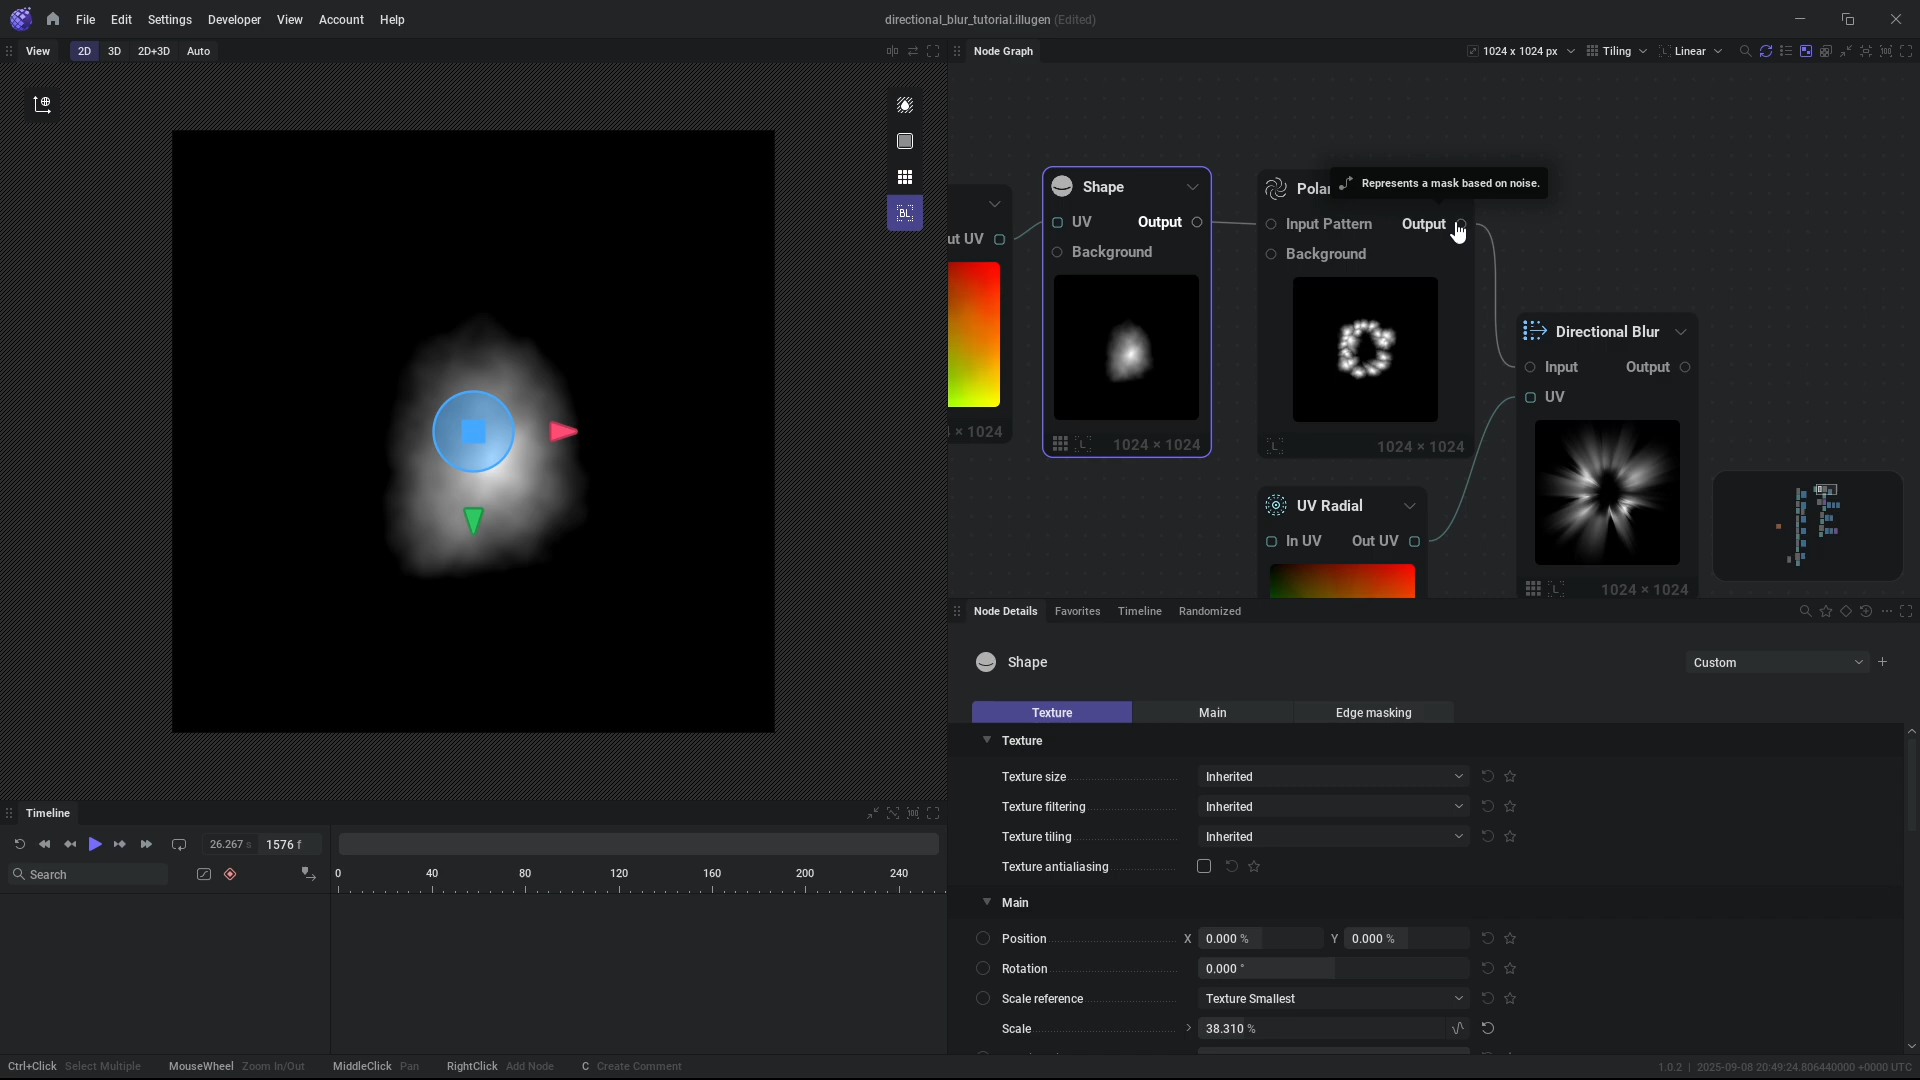 File Edit Settings Developer View Account Help
directional_blur_tutorial.illugen (Edited)
View 2D 3D 2D+3D Auto
Node Graph 1024 x 1024 px Tiling Linear
BL
ut UV
× 1024
Shape
UV Output
Background
L 1024 × 1024
Polar
Represents a mask based on noise.
Input Pattern Output
Background
L 1024 × 1024
Directional Blur
Input Output
UV
L 1024 × 1024
UV Radial
In UV Out UV
Node Details Favorites Timeline Randomized
Shape
Custom
Texture Main Edge masking
Texture
Texture size Inherited
Texture filtering Inherited
Texture tiling Inherited
Texture antialiasing
Main
Position X 0.000 % Y 0.000 %
Rotation 0.000 °
Scale reference Texture Smallest
Scale 38.310 %
Timeline
26.267 s 1576 f
Search
0 40 80 120 160 200 240
Ctrl+Click Select Multiple MouseWheel Zoom In/Out MiddleClick Pan RightClick Add Node C Create Comment
1.0.2 | 2025-09-08 20:49:24.806440000 +0000 UTC